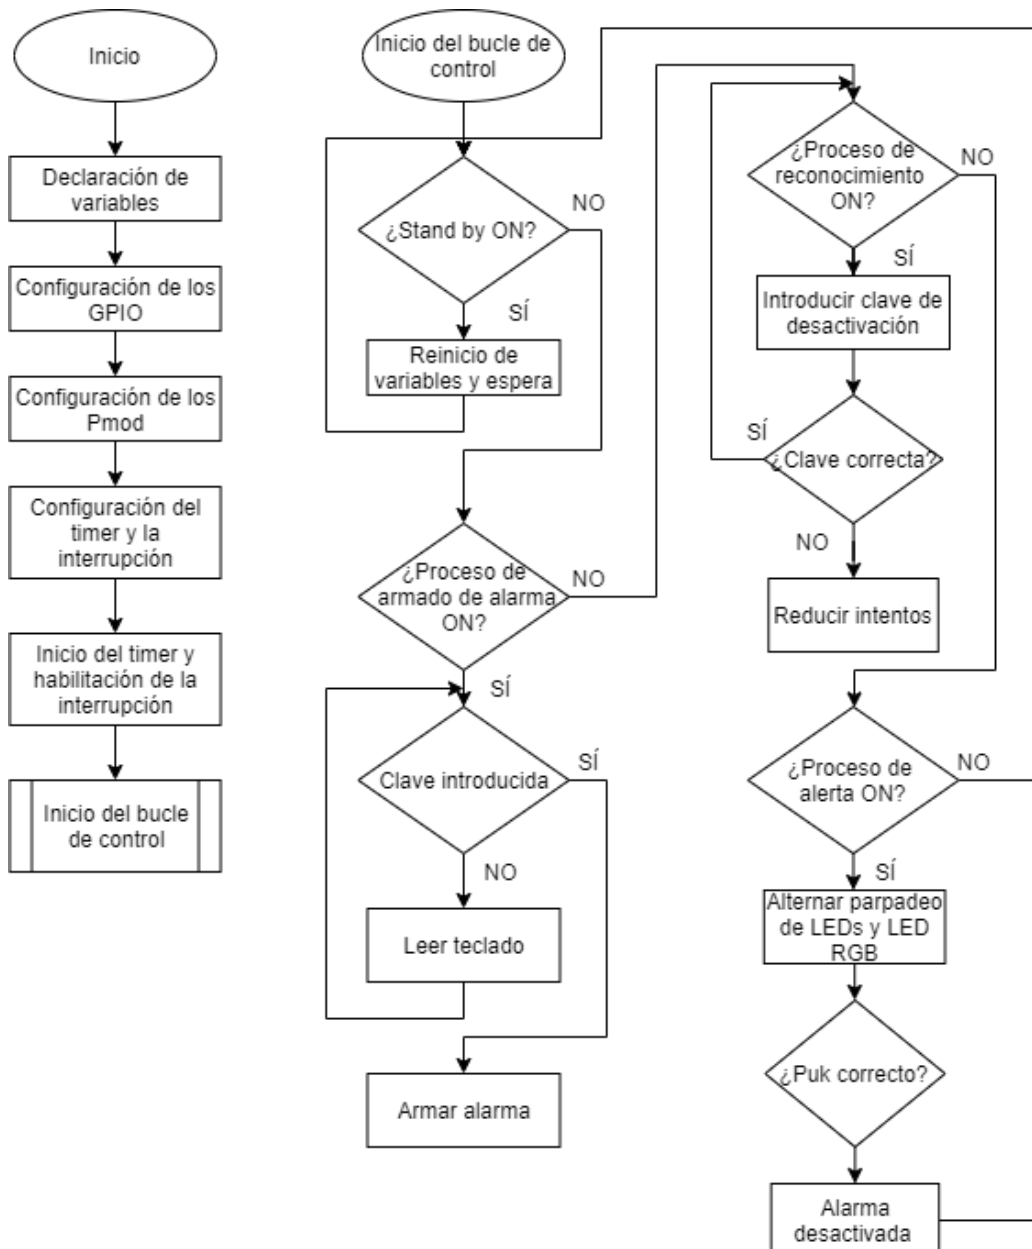 Inicio
Declaración de
variables
Configuración de los
GPIO
Configuración de los
Pmod
Configuración del
timer y la
interrupción
Inicio del timer y
habilitación de la
interrupción
Inicio del bucle
de control
Inicio del bucle de
control
¿Stand by ON?
NO
SÍ
Reinicio de
variables y espera
¿Proceso de
armado de alarma
ON?
NO
SÍ
Clave introducida
SÍ
NO
Leer teclado
Armar alarma
¿Proceso de
reconocimiento
ON?
NO
SÍ
Introducir clave de
desactivación
¿Clave correcta?
SÍ
NO
Reducir intentos
¿Proceso de
alerta ON?
NO
SÍ
Alternar parpadeo
de LEDs y LED
RGB
¿Puk correcto?
Alarma
desactivada